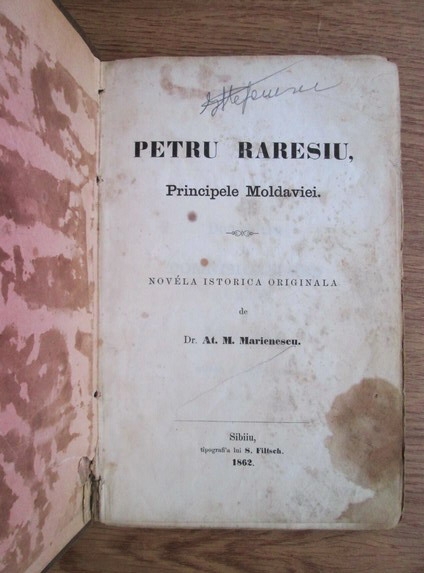 PETRU RARESIU,
Principele Moldaviei.
NOVÉLA ISTORICA ORIGINALA
de
Dr. At. M. Marienescu.
Sibiiu,
tipografi'a lui S. Filtsch.
1862.